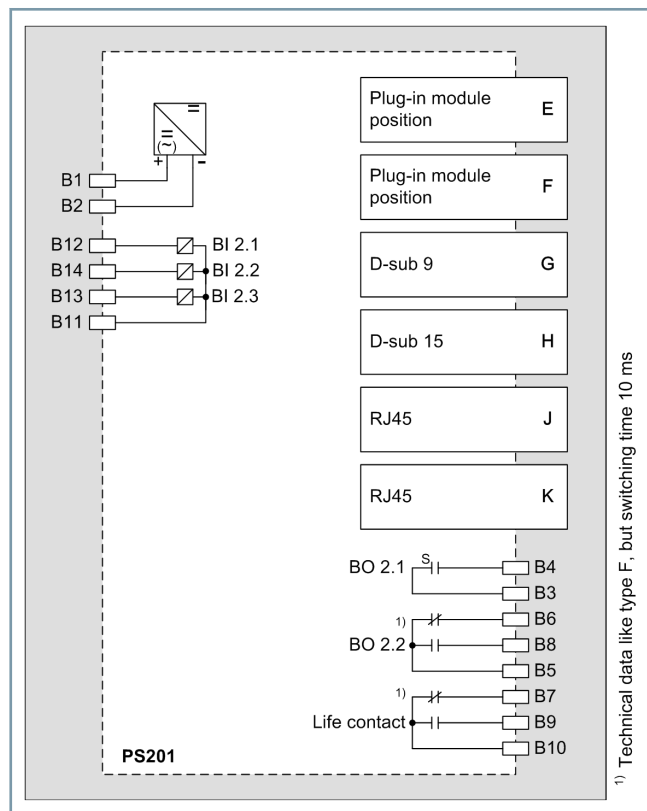 =
=
(~)
+ -
B1
B2
B12 BI 2.1
B14 BI 2.2
B13 BI 2.3
B11
Plug-in module
position E
Plug-in module
position F
D-sub 9 G
D-sub 15 H
RJ45 J
RJ45 K
BO 2.1 S B4
B3
1) B6
BO 2.2 B8
B5
1) B7
Life contact B9
B10
PS201
1) Technical data like type F, but switching time 10 ms